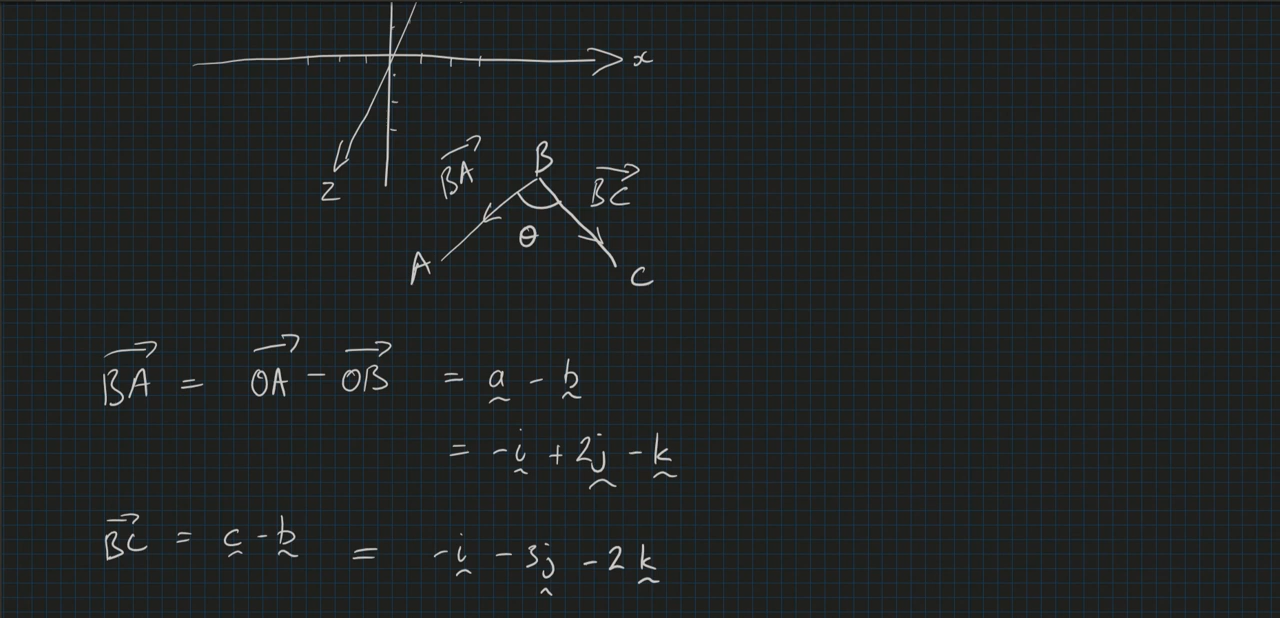 x
z
B
BA→ BC→
θ
A C
BA→ = OA→ - OB→ = a - b
= -i + 2j - k
BC→ = c - b = -i - 3j - 2k